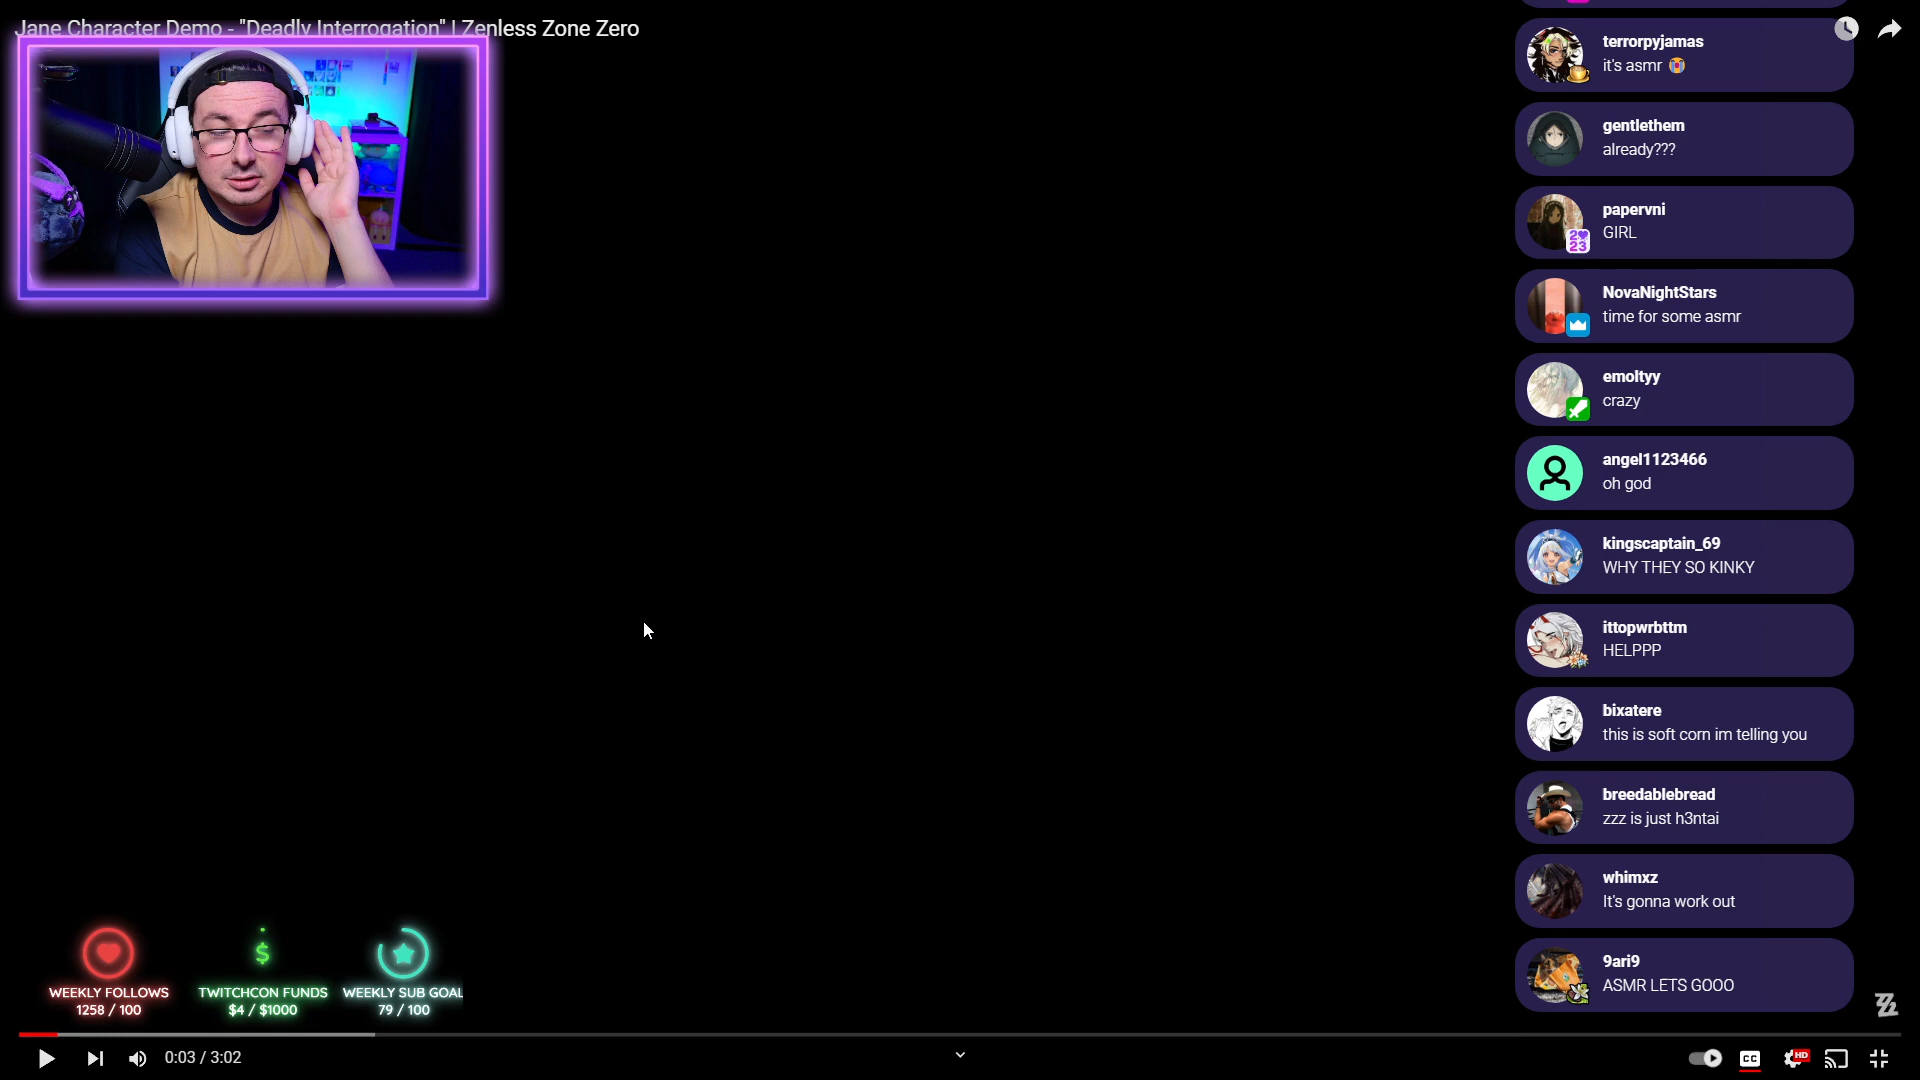 Jane Character Demo - "Deadly Interrogation" | Zenless Zone Zero
terrorpyjamas
it's asmr 😭
gentlethem
already???
papervni
2023
GIRL
NovaNightStars
time for some asmr
emoltyy
crazy
angel1123466
oh god
kingscaptain_69
WHY THEY SO KINKY
ittopwrbttm
HELPPP
bixatere
this is soft corn im telling you
breedablebread
zzz is just h3ntai
whimxz
It's gonna work out
9ari9
ASMR LETS GOOO
$
WEEKLY FOLLOWS
1258 / 100
TWITCHCON FUNDS
$4 / $1000
WEEKLY SUB GOAL
79 / 100
0:03 / 3:02
CC
HD